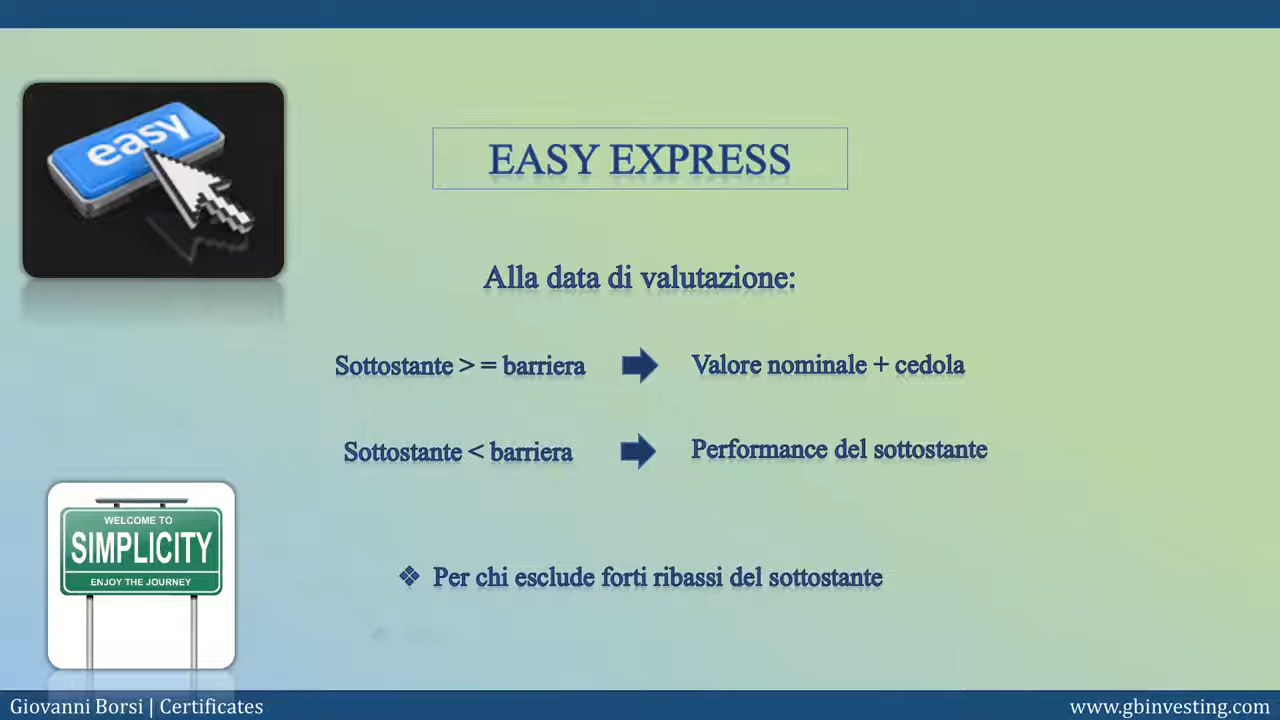 easy
EASY EXPRESS
Alla data di valutazione:
Sottostante > = barriera
Valore nominale + cedola
Sottostante < barriera
Performance del sottostante
WELCOME TO
SIMPLICITY
ENJOY THE JOURNEY
❖ Per chi esclude forti ribassi del sottostante
Giovanni Borsi | Certificates
www.gbinvesting.com